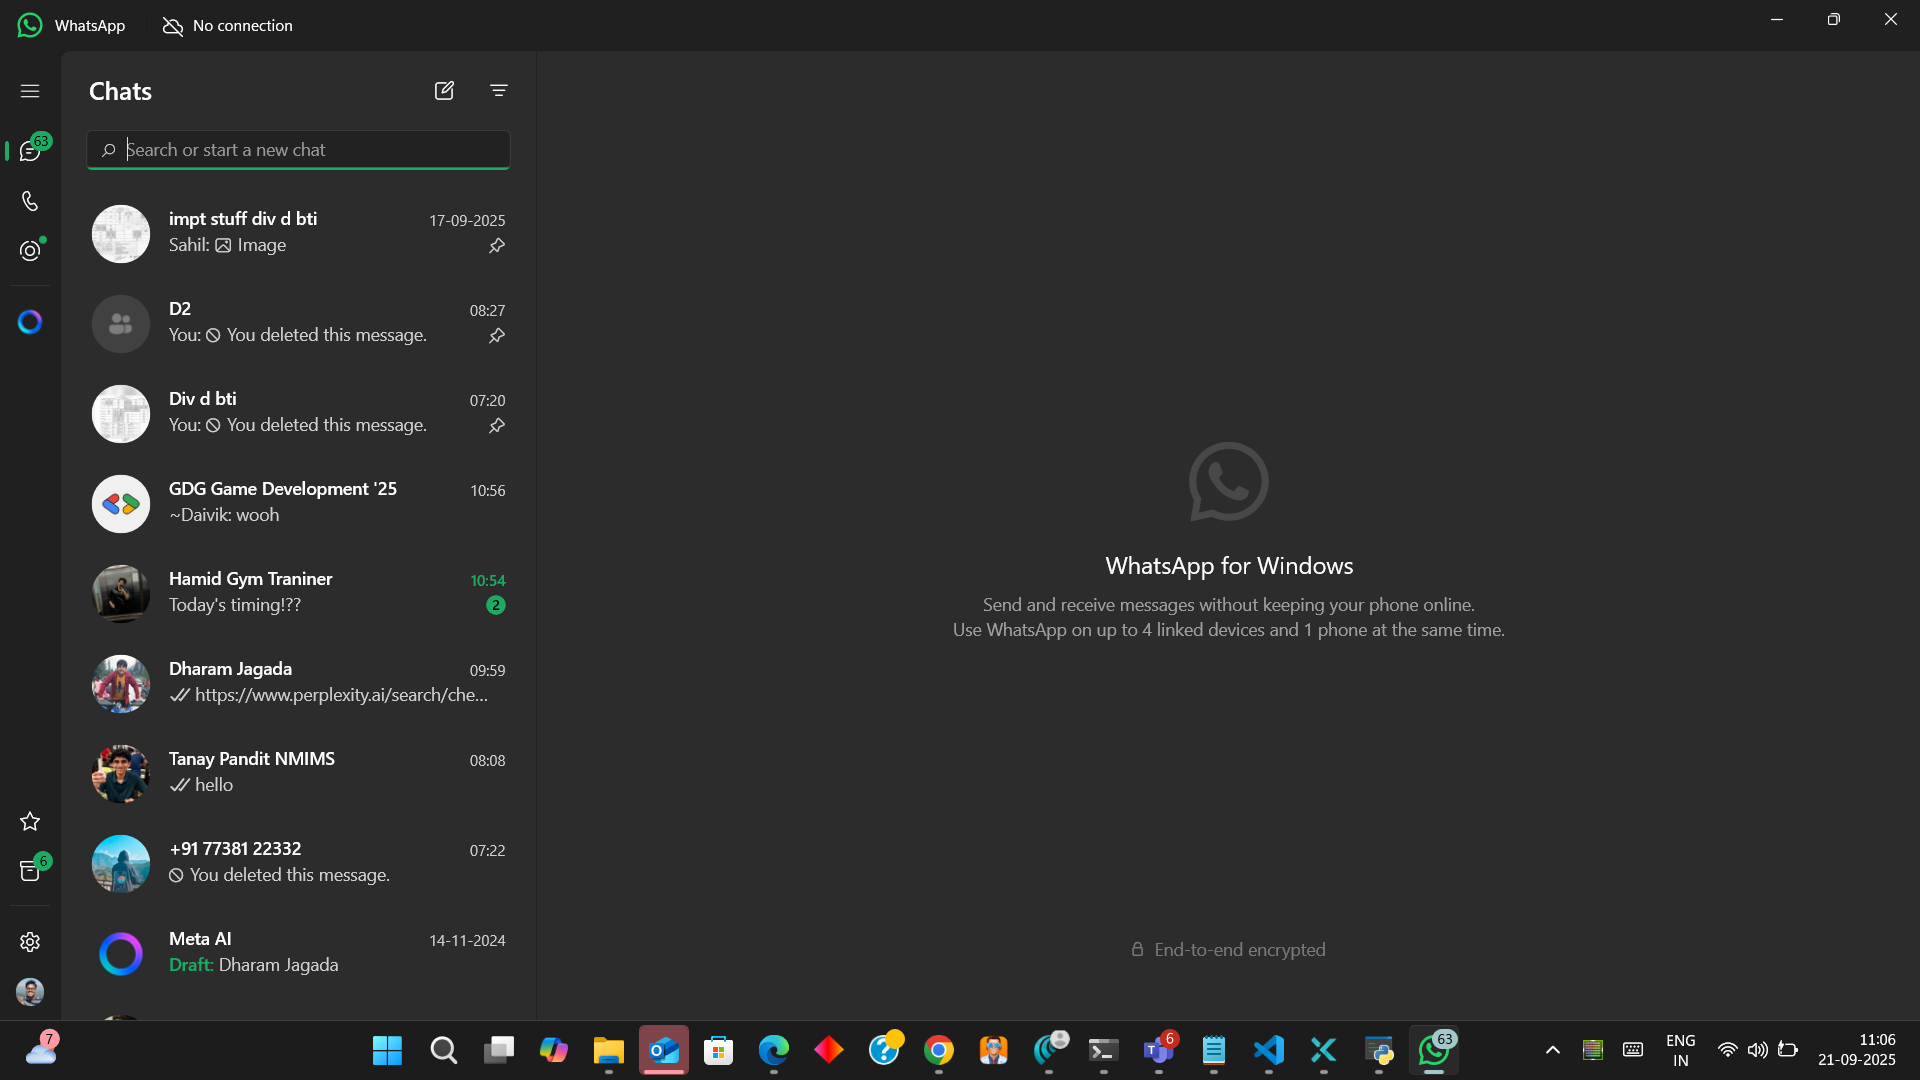 WhatsApp
No connection
Chats
63
Search or start a new chat
impt stuff div d bti
17-09-2025
Sahil: Image
D2
08:27
You: You deleted this message.
Div d bti
07:20
You: You deleted this message.
GDG Game Development '25
10:56
~Daivik: wooh
Hamid Gym Traniner
10:54
Today's timing!??
2
Dharam Jagada
09:59
https://www.perplexity.ai/search/che...
Tanay Pandit NMIMS
08:08
hello
+91 77381 22332
07:22
You deleted this message.
6
Meta AI
14-11-2024
Draft: Dharam Jagada
WhatsApp for Windows
Send and receive messages without keeping your phone online.
Use WhatsApp on up to 4 linked devices and 1 phone at the same time.
End-to-end encrypted
7
6
63
ENG
IN
11:06
21-09-2025